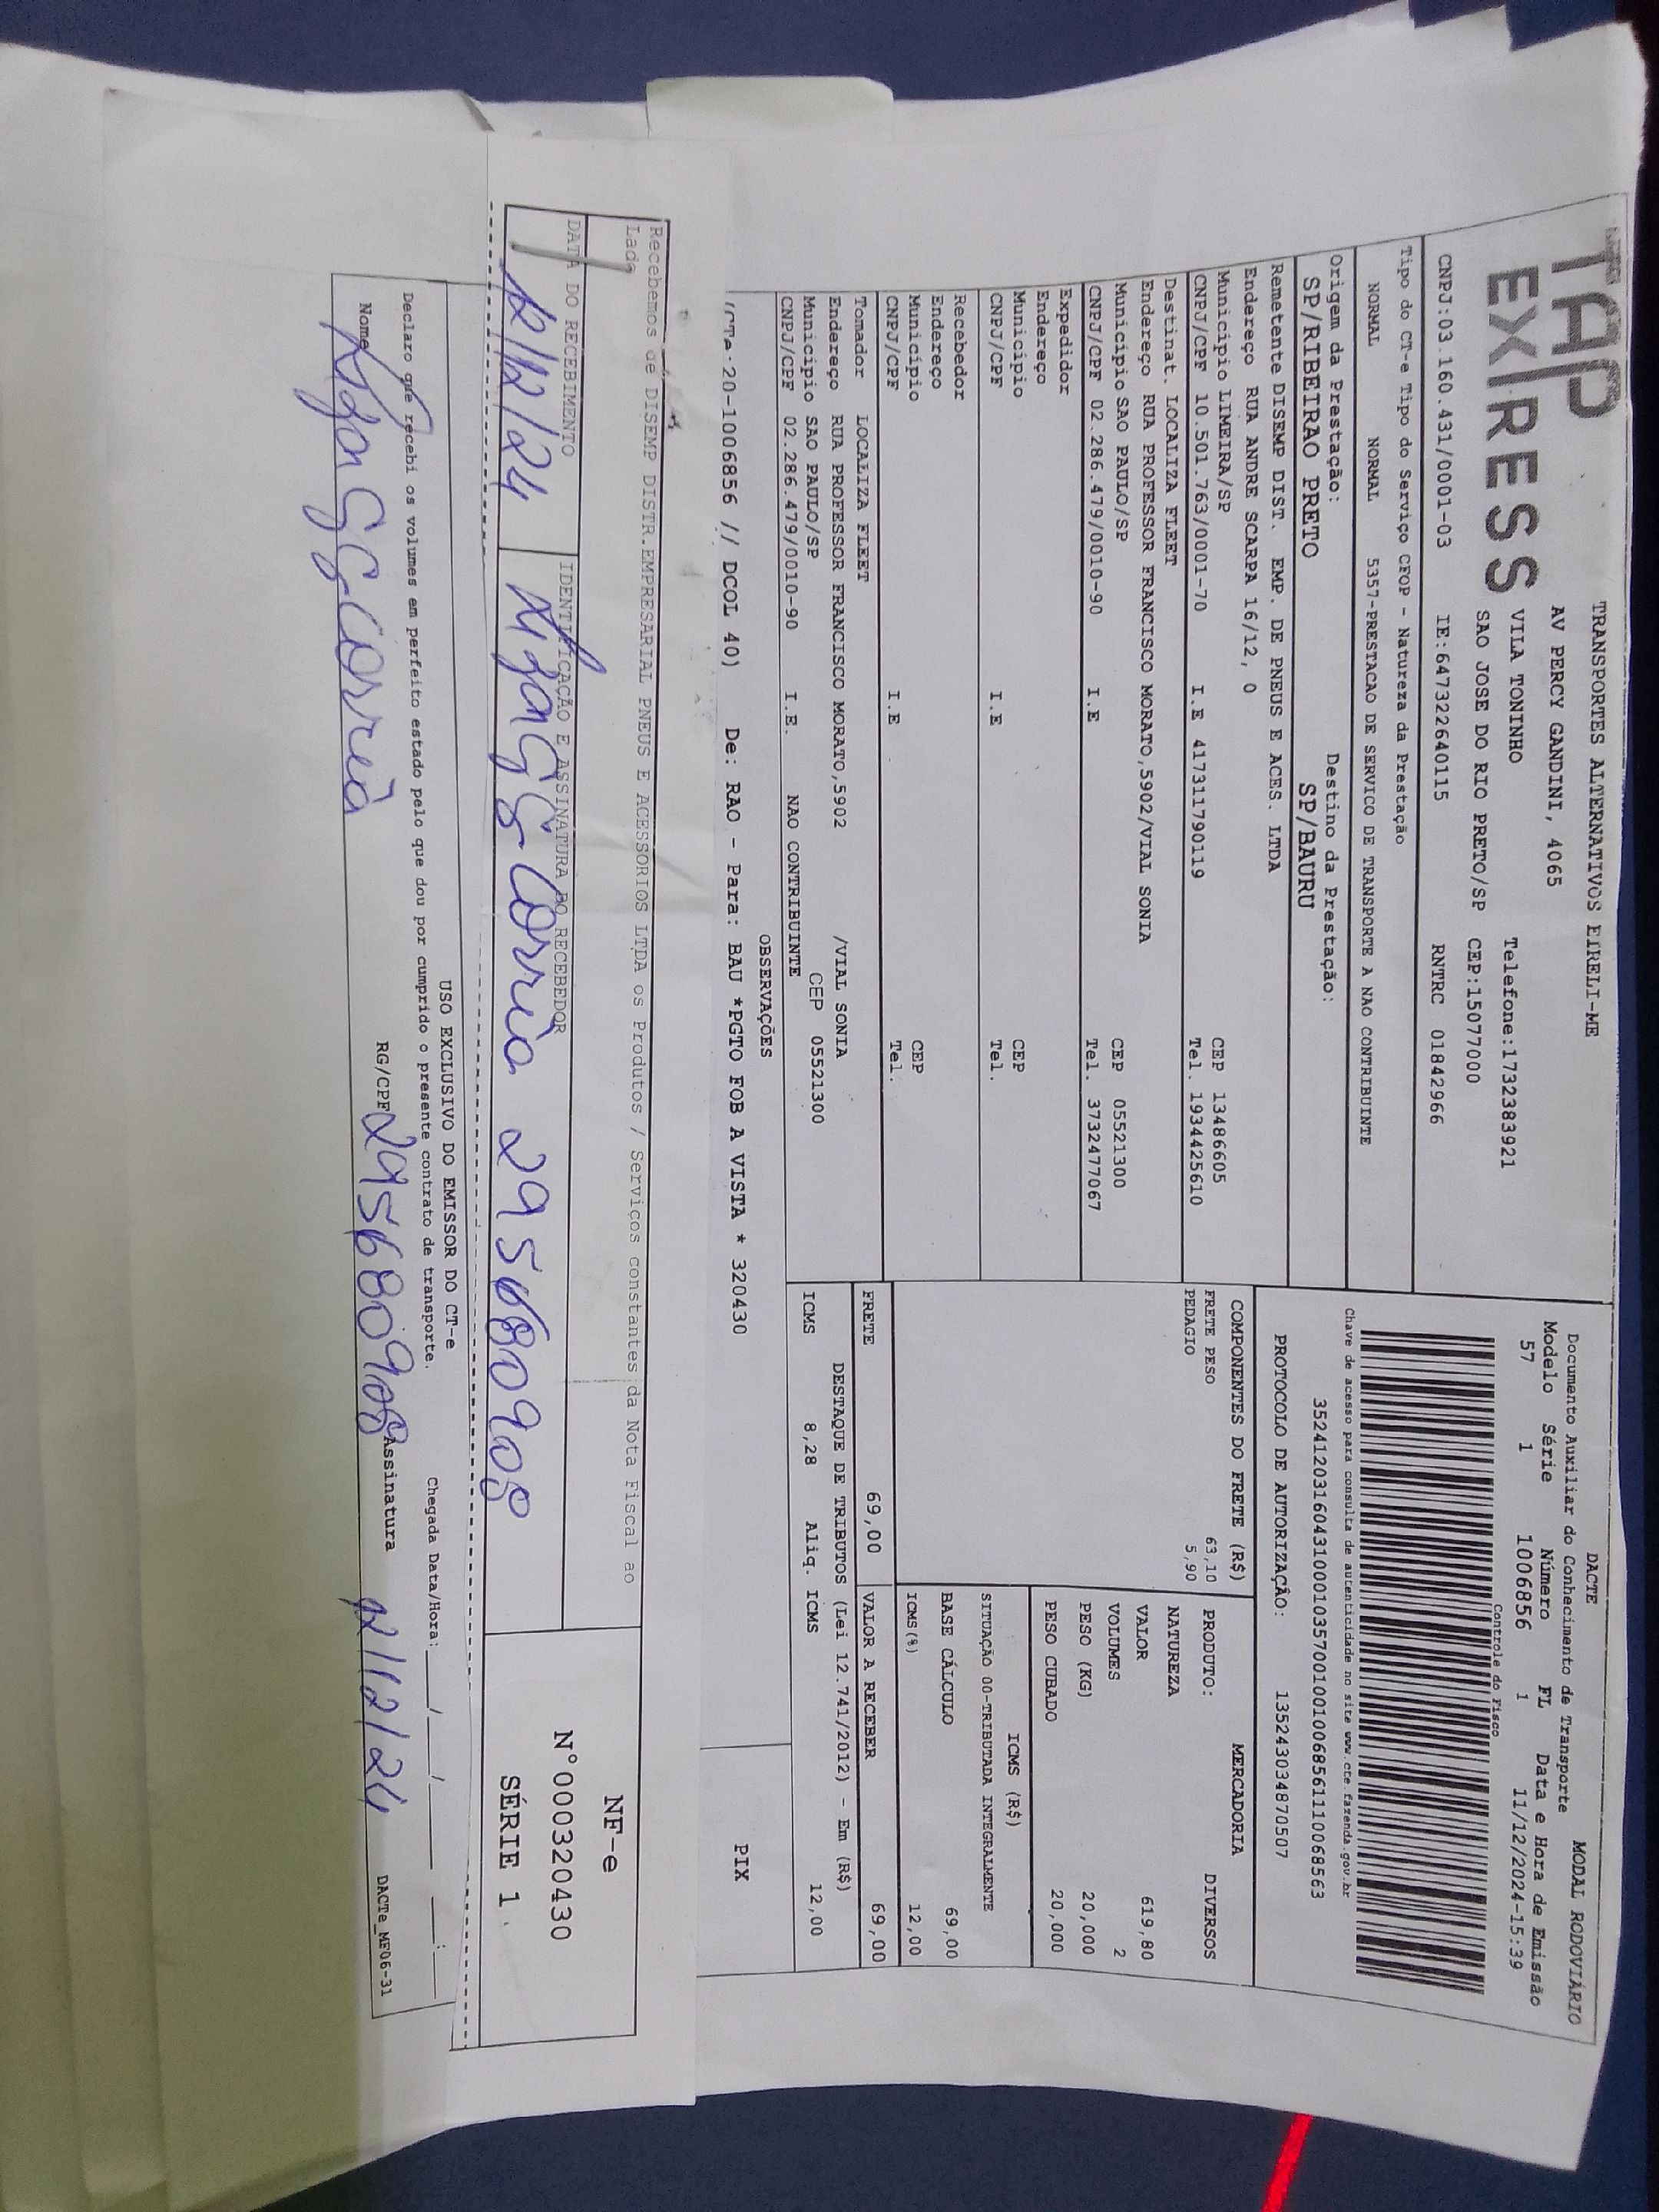 TAP
EXPRESS
TRANSPORTES ALTERNATIVOS EIRELI-ME
AV PERCY GANDINI, 4065
VILA TONINHO Telefone:1732383921
SAO JOSE DO RIO PRETO/SP CEP:15077000
CNPJ:03.160.431/0001-03 IE:647322640115 RNTRC 01842966
DACTE MODAL RODOVIÁRIO
Documento Auxiliar do Conhecimento de Transporte
Modelo Série Número FL Data e Hora de Emissão
57 1 1006856 1 11/12/2024-15:39
Controle do Fisco
Chave de acesso para consulta de autenticidade no site www.cte.fazenda.gov.br
35241203160431000103570010010068561110068563
PROTOCOLO DE AUTORIZAÇÃO: 135243034870507
Tipo do CT-e Tipo do Serviço CFOP - Natureza da Prestação
NORMAL NORMAL 5357-PRESTACAO DE SERVICO DE TRANSPORTE A NAO CONTRIBUINTE
Origem da Prestação: Destino da Prestação:
SP/RIBEIRAO PRETO SP/BAURU
Remetente DISEMP DIST. EMP. DE PNEUS E ACES. LTDA
Endereço RUA ANDRE SCARPA 16/12, 0
Município LIMEIRA/SP CEP 13486605
CNPJ/CPF 10.501.763/0001-70 I.E 417311790119 Tel. 1934425610
Destinat. LOCALIZA FLEET
Endereço RUA PROFESSOR FRANCISCO MORATO,5902/VIAL SONIA
Município SAO PAULO/SP CEP 05521300
CNPJ/CPF 02.286.479/0010-90 I.E Tel. 3732477067
Expedidor
Endereço
Município CEP
CNPJ/CPF I.E Tel.
Recebedor
Endereço
Município CEP
CNPJ/CPF I.E Tel.
Tomador LOCALIZA FLEET
Endereço RUA PROFESSOR FRANCISCO MORATO,5902 /VIAL SONIA
Município SAO PAULO/SP CEP 05521300
CNPJ/CPF 02.286.479/0010-90 I.E. NAO CONTRIBUINTE
COMPONENTES DO FRETE (R$)
FRETE PESO 63,10
PEDAGIO 5,90
MERCADORIA
PRODUTO: DIVERSOS
NATUREZA
VALOR 619,80
VOLUMES 2
PESO (KG) 20,000
PESO CUBADO 20,000
ICMS (R$)
SITUAÇÃO 00-TRIBUTADA INTEGRALMENTE
BASE CÁLCULO 69,00
ICMS(%) 12,00
FRETE 69,00 VALOR A RECEBER 69,00
DESTAQUE DE TRIBUTOS (Lei 12.741/2012) - Em (R$)
ICMS 8,28 Aliq. ICMS 12,00
OBSERVAÇÕES
(CTe:20-1006856 // DCOL 40) De: RAO - Para: BAU *PGTO FOB A VISTA * 320430
PIX
Recebemos de DISEMP DISTR.EMPRESARIAL PNEUS E ACESSORIOS LTDA os Produtos / Serviços constantes da Nota Fiscal ao
Lado
DATA DO RECEBIMENTO IDENTIFICAÇÃO E ASSINATURA DO RECEBEDOR
12/12/24 295680908
NF-e
N°000320430
SÉRIE 1
USO EXCLUSIVO DO EMISSOR DO CT-e
Declaro que recebi os volumes em perfeito estado pelo que dou por cumprido o presente contrato de transporte. Chegada Data/Hora: ___/___/_____ __:__
Nome RG/CPF 295680908 Assinatura 12/12/24
DACTe_MF06-31